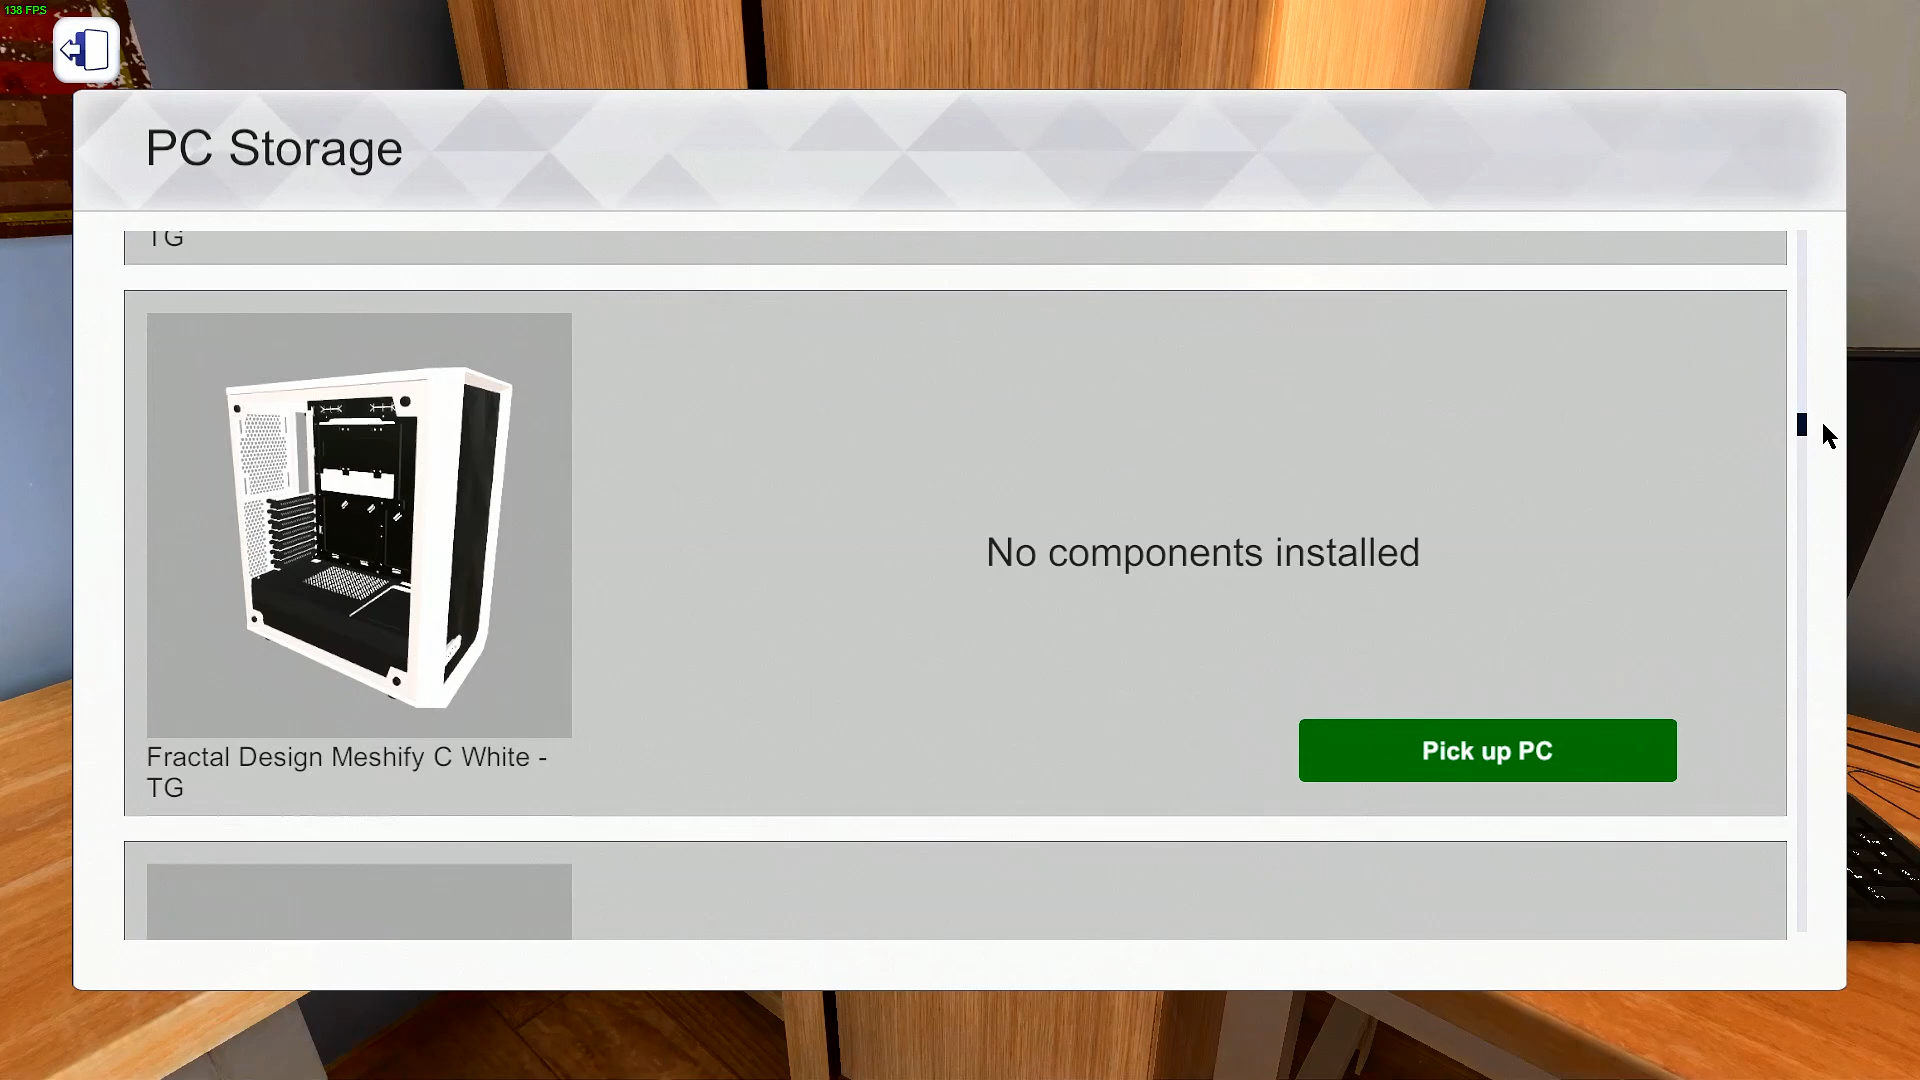 138 FPS
PC Storage
TG
No components installed
Pick up PC
Fractal Design Meshify C White -
TG